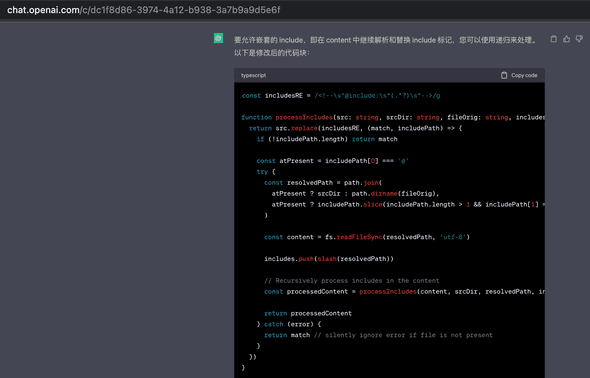 chat.openai.com/c/dc1f8d86-3974-4a12-b938-3a7b9a9d5e6f
要允许嵌套的 include，即在 content 中继续解析和替换 include 标记，您可以使用递归来处理。
以下是修改后的代码块：
typescript
Copy code
const includesRE = /<!--\s*@include:\s*(.*?)\s*-->/g
function processIncludes(src: string, srcDir: string, fileOrig: string, includes
return src.replace(includesRE, (match, includePath) => {
if (!includePath.length) return match
const atPresent = includePath[0] === '@'
try {
const resolvedPath = path.join(
atPresent ? srcDir : path.dirname(fileOrig),
atPresent ? includePath.slice(includePath.length > 1 && includePath[1] =
)
const content = fs.readFileSync(resolvedPath, 'utf-8')
includes.push(slash(resolvedPath))
// Recursively process includes in the content
const processedContent = processIncludes(content, srcDir, resolvedPath, in
return processedContent
} catch (error) {
return match // silently ignore error if file is not present
}
})
}